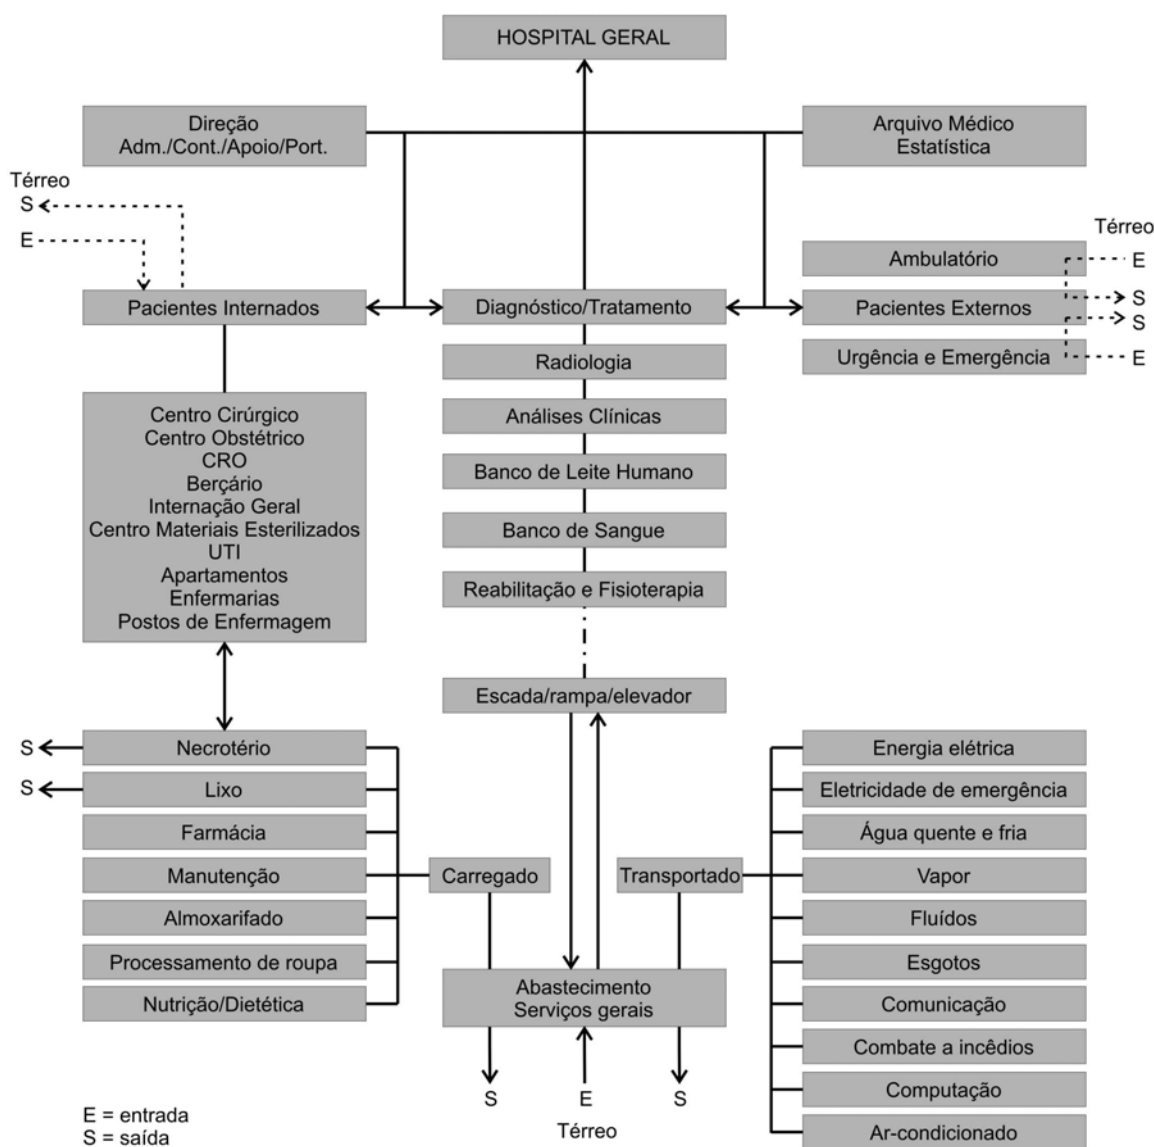 HOSPITAL GERAL
Direção
Adm./Cont./Apoio/Port.
Arquivo Médico
Estatística
Térreo
S
E
Térreo
E
S
S
E
Ambulatório
Pacientes Internados
Diagnóstico/Tratamento
Pacientes Externos
Urgência e Emergência
Radiologia
Análises Clínicas
Banco de Leite Humano
Banco de Sangue
Reabilitação e Fisioterapia
Centro Cirúrgico
Centro Obstétrico
CRO
Berçário
Internação Geral
Centro Materiais Esterilizados
UTI
Apartamentos
Enfermarias
Postos de Enfermagem
Escada/rampa/elevador
S
Necrotério
S
Lixo
Farmácia
Manutenção
Almoxarifado
Processamento de roupa
Nutrição/Dietética
Carregado
Transportado
Abastecimento
Serviços gerais
S
E
S
Térreo
Energia elétrica
Eletricidade de emergência
Água quente e fria
Vapor
Fluídos
Esgotos
Comunicação
Combate a incêdios
Computação
Ar-condicionado
E = entrada
S = saída